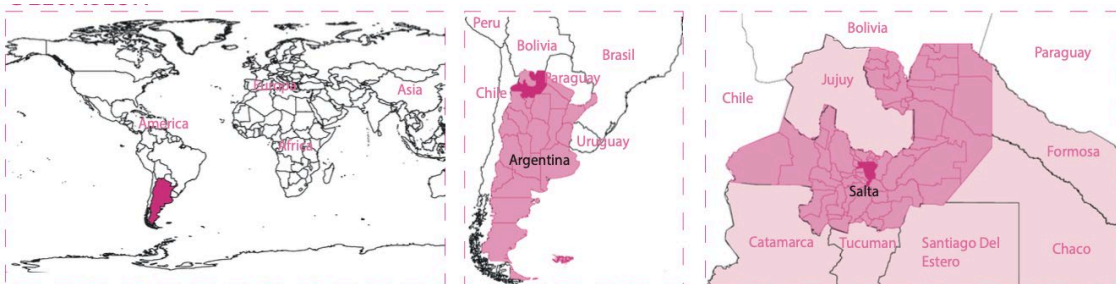 America
Europe
Africa
Asia
Peru
Bolivia
Brasil
Paraguay
Chile
Uruguay
Argentina
Bolivia
Paraguay
Jujuy
Chile
Formosa
Salta
Catamarca
Tucuman
Santiago Del
Estero
Chaco